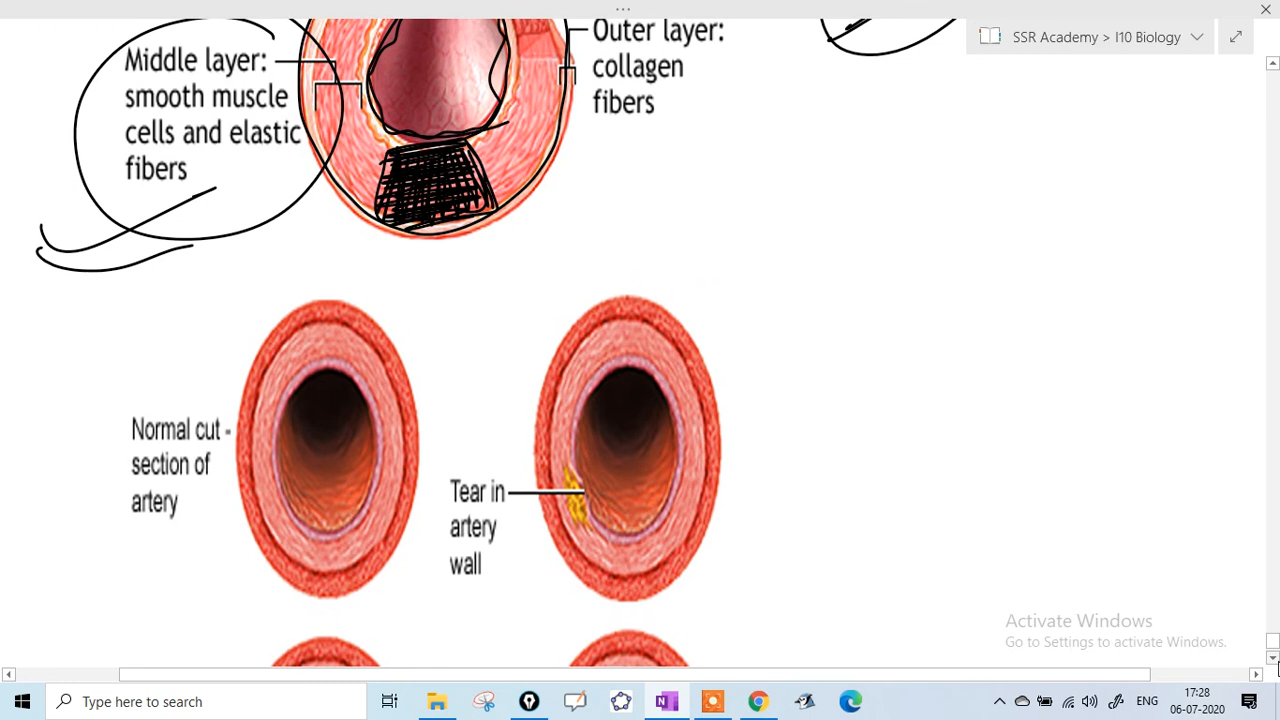 ...
Outer layer:
collagen
fibers
SSR Academy > I10 Biology
Middle layer:
smooth muscle
cells and elastic
fibers
Normal cut -
section of
artery
Tear in
artery
wall
Activate Windows
Go to Settings to activate Windows.
Type here to search
ENG
17:28
06-07-2020